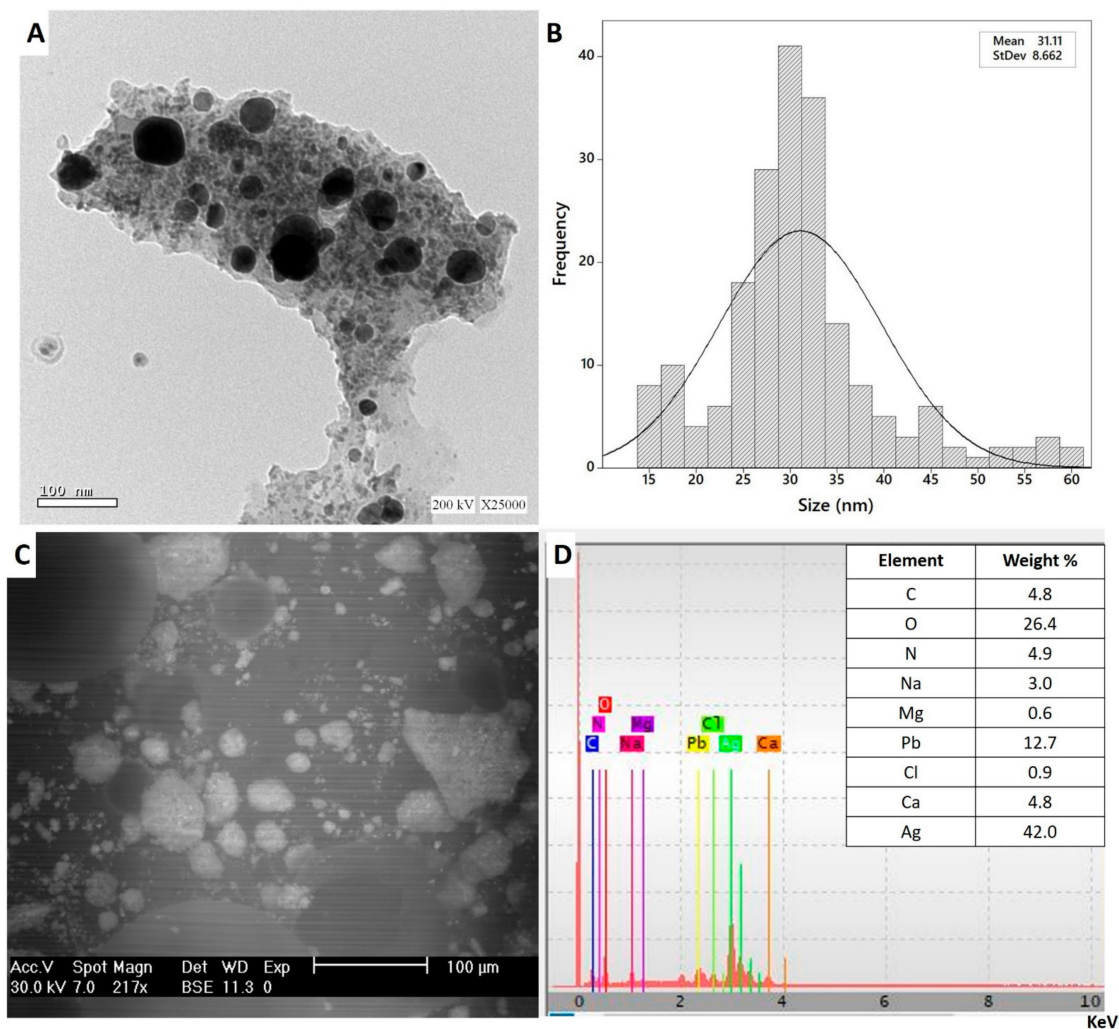 A
100 nm
200 kV X25000
B
Mean 31.11
StDev 8.662
Frequency
40
30
20
10
0
15 20 25 30 35 40 45 50 55 60
Size (nm)
C
Acc.V Spot Magn Det WD Exp
30.0 kV 7.0 217x BSE 11.3 0
100 µm
D
Element Weight %
C 4.8
O 26.4
N 4.9
Na 3.0
Mg 0.6
Pb 12.7
Cl 0.9
Ca 4.8
Ag 42.0
O
N Mg Cl
C Na Pb Ag Ca
0 2 4 6 8 10
KeV